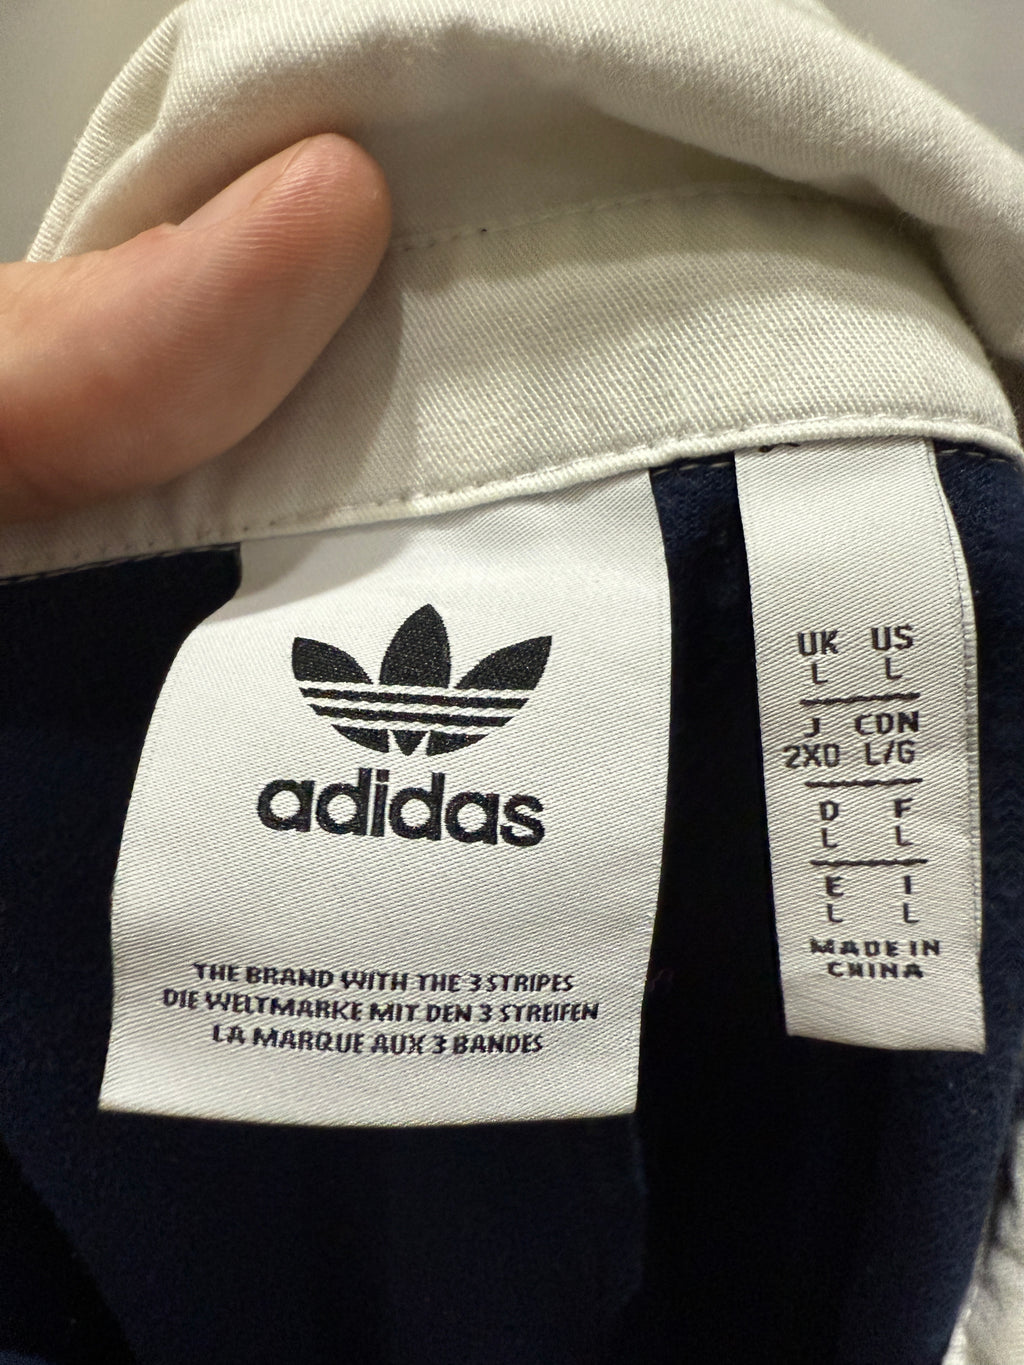 adidas
THE BRAND WITH THE 3 STRIPES
DIE WELTMARKE MIT DEN 3 STREIFEN
LA MARQUE AUX 3 BANDES
UK US
L L
J CDN
2XO L/G
D F
L L
E I
L L
MADE IN
CHINA